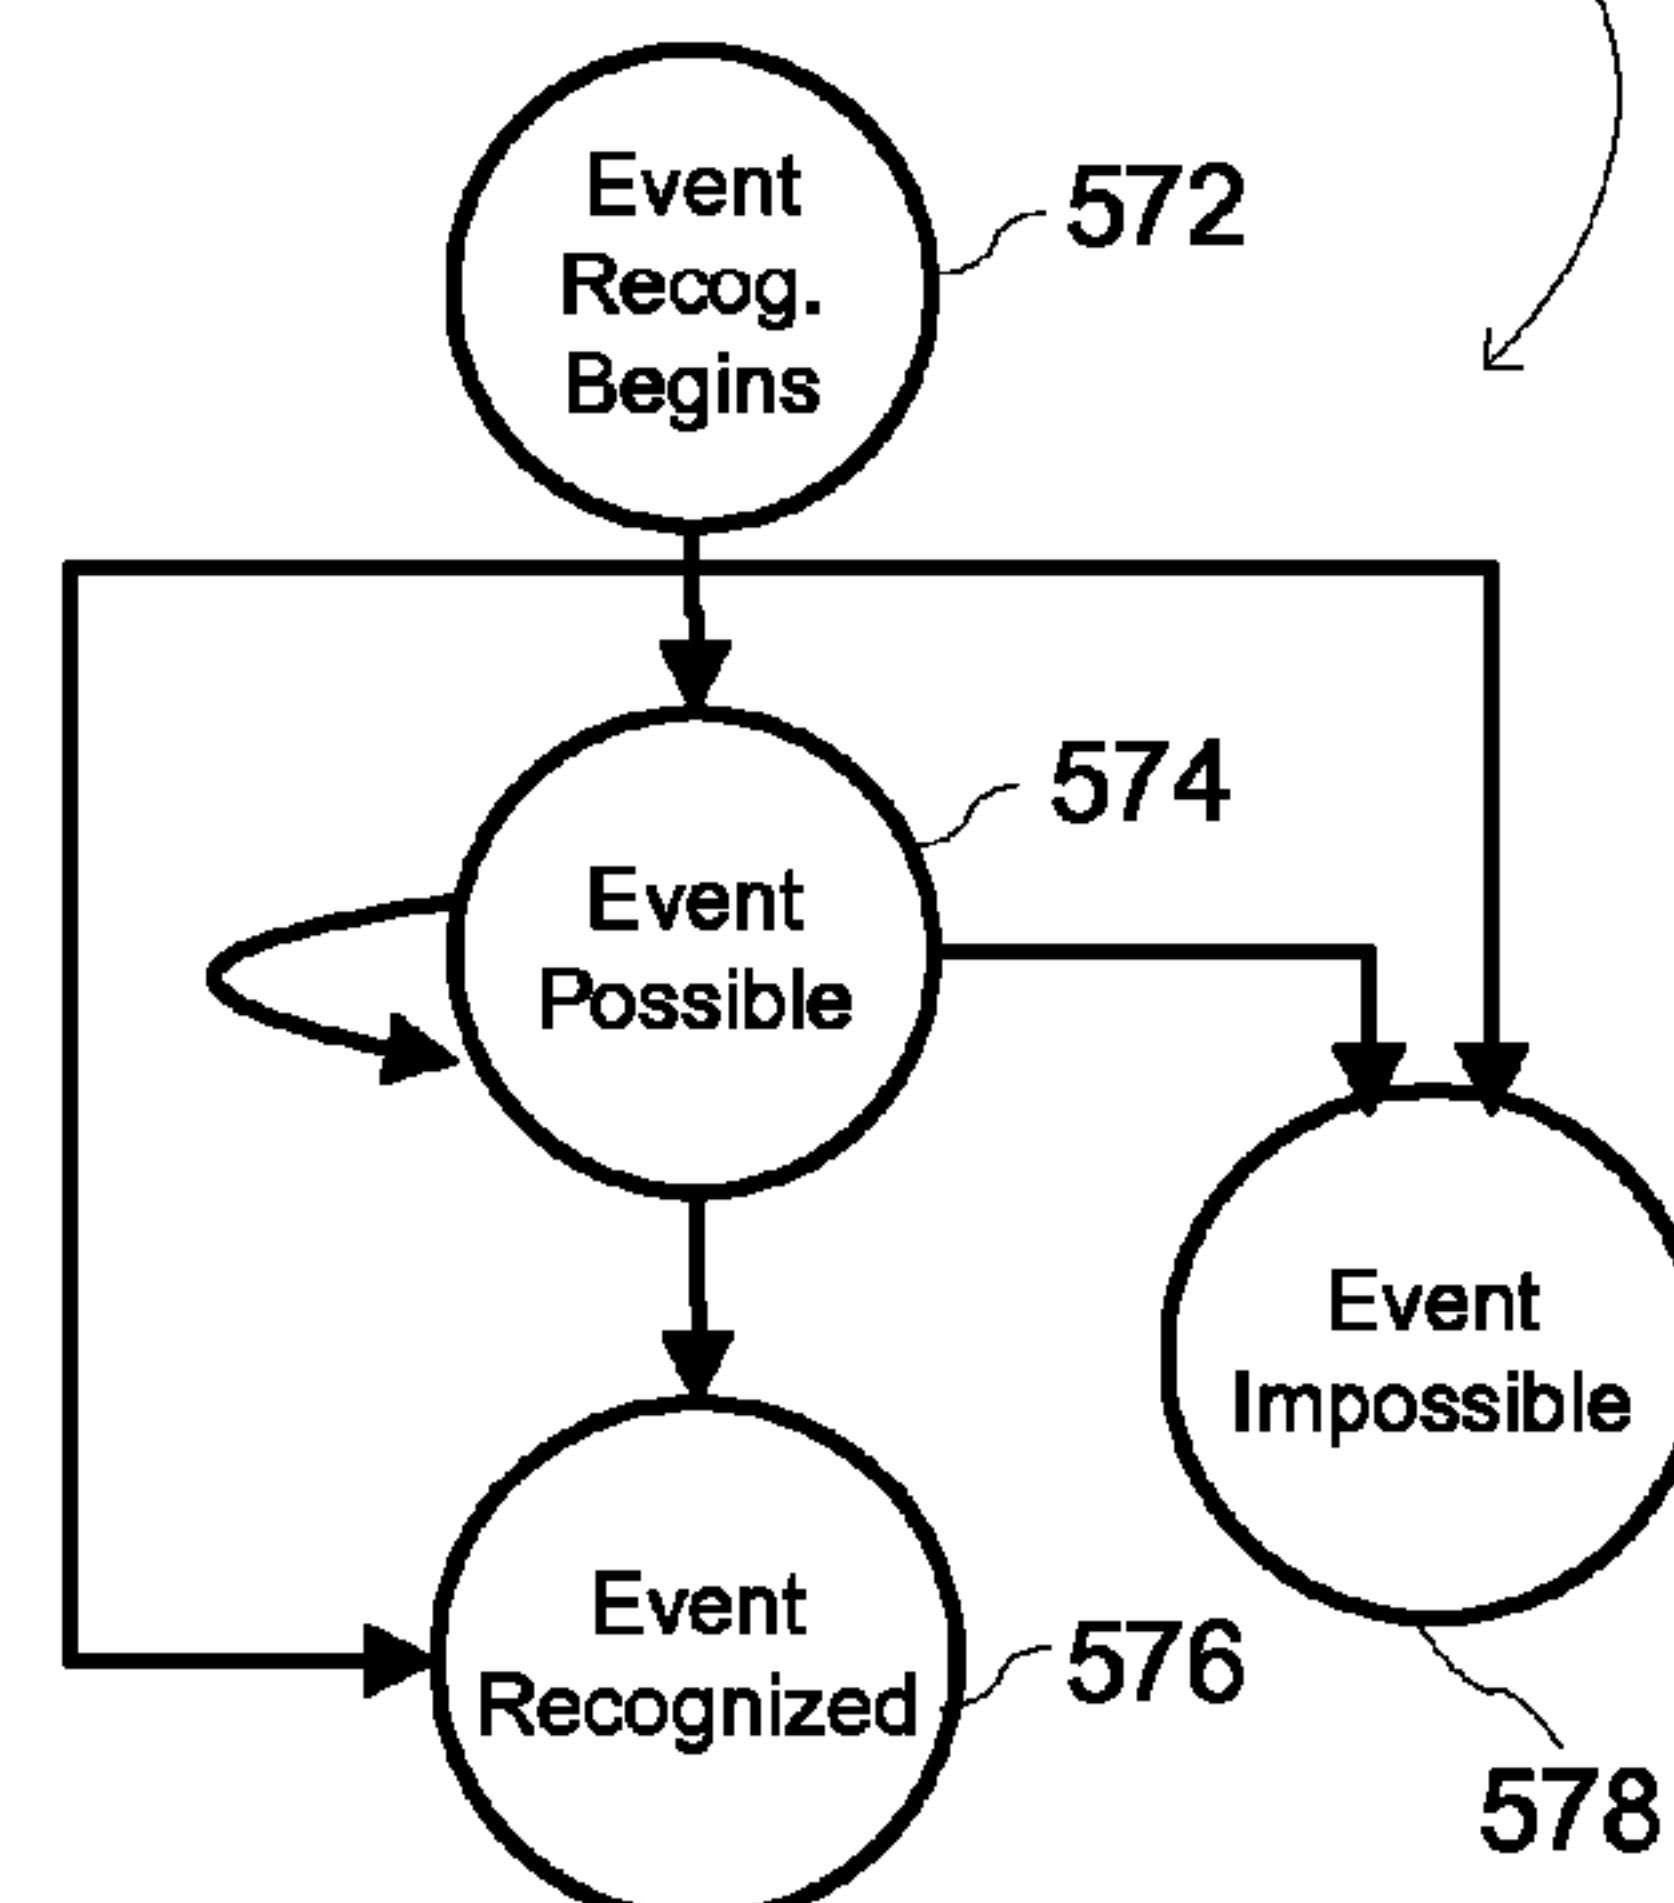 Event
Recog.
Begins
572
574
Event
Possible
Event
Impossible
Event
Recognized
576
578